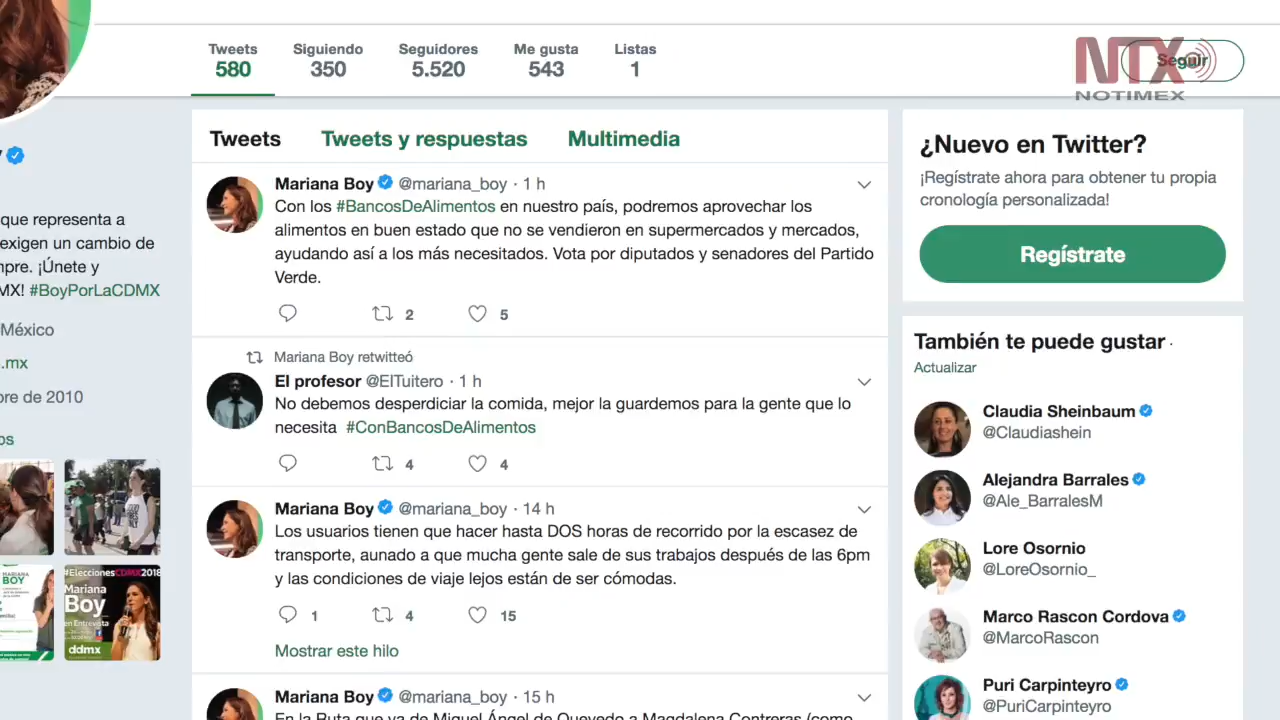 Tweets
580
Siguiendo
350
Seguidores
5.520
Me gusta
543
Listas
1
Seguir
NTX
NOTIMEX
que representa a
exigen un cambio de
mpre. ¡Únete y
MX! #BoyPorLaCDMX
México
.mx
bre de 2010
os
MARIANA
BOY
#EleccionesCDMX2018
Mariana
Boy
en Entrevista
ddmx
Tweets Tweets y respuestas Multimedia
Mariana Boy @mariana_boy · 1 h
Con los #BancosDeAlimentos en nuestro país, podremos aprovechar los
alimentos en buen estado que no se vendieron en supermercados y mercados,
ayudando así a los más necesitados. Vota por diputados y senadores del Partido
Verde.
2 5
Mariana Boy retwitteó
El profesor @ElTuitero · 1 h
No debemos desperdiciar la comida, mejor la guardemos para la gente que lo
necesita #ConBancosDeAlimentos
4 4
Mariana Boy @mariana_boy · 14 h
Los usuarios tienen que hacer hasta DOS horas de recorrido por la escasez de
transporte, aunado a que mucha gente sale de sus trabajos después de las 6pm
y las condiciones de viaje lejos están de ser cómodas.
1 4 15
Mostrar este hilo
Mariana Boy @mariana_boy · 15 h
En la Ruta que va de Miguel Ángel de Quevedo a Magdalena Contreras (como
¿Nuevo en Twitter?
¡Regístrate ahora para obtener tu propia
cronología personalizada!
Regístrate
También te puede gustar ·
Actualizar
Claudia Sheinbaum
@Claudiashein
Alejandra Barrales
@Ale_BarralesM
Lore Osornio
@LoreOsornio_
Marco Rascon Cordova
@MarcoRascon
Puri Carpinteyro
@PuriCarpinteyro